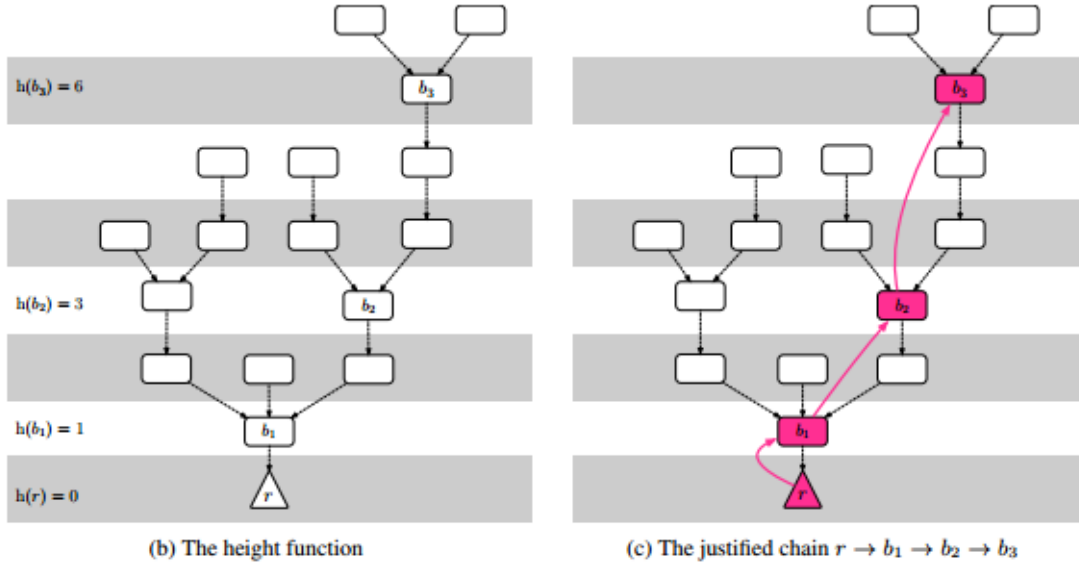 h(b₃) = 6
b₃
b₃
h(b₂) = 3
b₂
b₂
h(b₁) = 1
b₁
b₁
h(r) = 0
r
r
(b) The height function
(c) The justified chain r → b₁ → b₂ → b₃